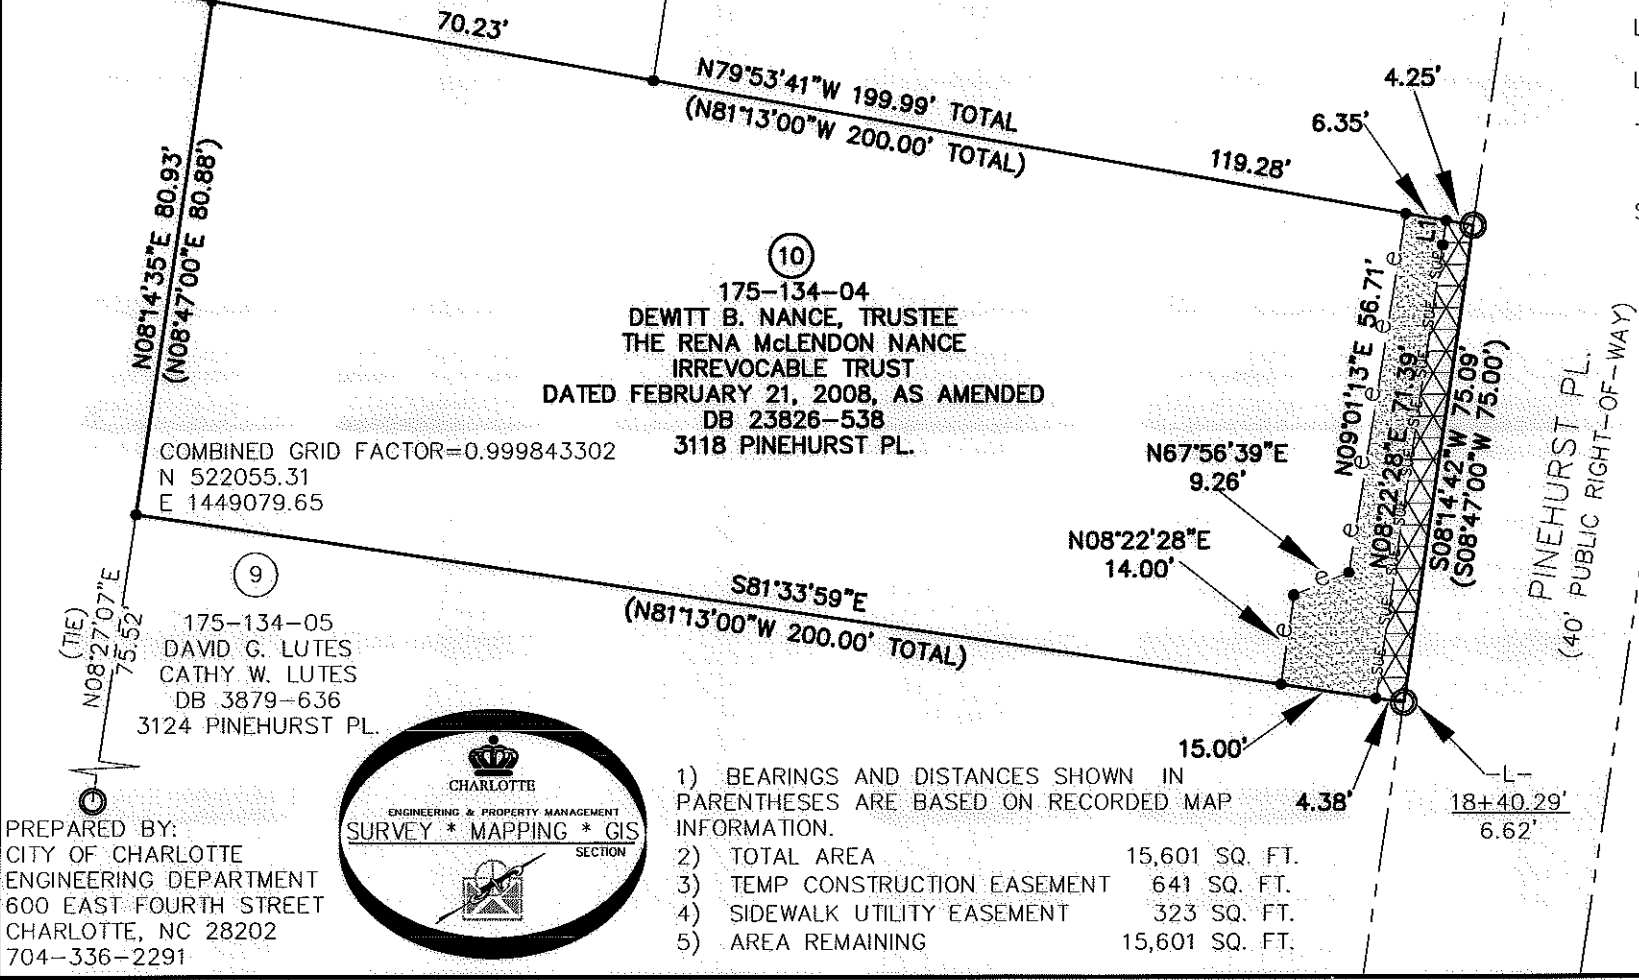 70.23'
N79°53'41"W 199.99' TOTAL
(N81°13'00"W 200.00' TOTAL)
4.25'
6.35'
119.28'
N08°14'35"E 80.93'
(N08°47'00"E 80.88')
10
175-134-04
DEWITT B. NANCE, TRUSTEE
THE RENA McLENDON NANCE
IRREVOCABLE TRUST
DATED FEBRUARY 21, 2008, AS AMENDED
DB 23826-538
3118 PINEHURST PL.
COMBINED GRID FACTOR=0.999843302
N 522055.31
E 1449079.65
L1
N09°01'13"E 56.71'
N08°22'28"E 71.39'
S08°14'42"W 75.09'
(S08°47'00"W 75.00')
e
e
e
e
e
e
e
e
SUE
SUE
SUE
SUE
SUE
SUE
SUE
SUE
SUE
PINEHURST PL.
(40' PUBLIC RIGHT-OF-WAY)
N67°56'39"E
9.26'
N08°22'28"E
14.00'
S81°33'59"E
(N81°13'00"W 200.00' TOTAL)
9
175-134-05
DAVID G. LUTES
CATHY W. LUTES
DB 3879-636
3124 PINEHURST PL.
(TIE)
N08°27'07"E
75.52'
15.00'
4.38'
-L-
18+40.29'
6.62'
CHARLOTTE
ENGINEERING & PROPERTY MANAGEMENT
SURVEY * MAPPING * GIS
SECTION
PREPARED BY:
CITY OF CHARLOTTE
ENGINEERING DEPARTMENT
600 EAST FOURTH STREET
CHARLOTTE, NC 28202
704-336-2291
1) BEARINGS AND DISTANCES SHOWN IN
PARENTHESES ARE BASED ON RECORDED MAP
INFORMATION.
2) TOTAL AREA 15,601 SQ. FT.
3) TEMP CONSTRUCTION EASEMENT 641 SQ. FT.
4) SIDEWALK UTILITY EASEMENT 323 SQ. FT.
5) AREA REMAINING 15,601 SQ. FT.